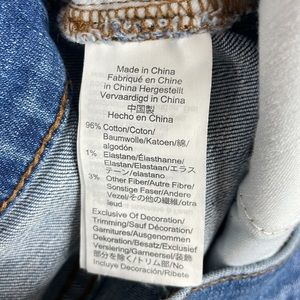 Made in China
Fabriqué en Chine
in China Hergestellt
Vervaardigd in China
中国製
Hecho en China
96% Cotton/Coton/
Baumwolle/Katoen/綿/
algodón
1% Elastane/Élasthanne/
Elastan/Elastaan/エラス
テーン/elastano
3% Other Fiber/Autre Fibre/
Sonstige Faser/Andere
Vezel/その他の繊維/otra
led
Exclusive Of Decoration/
Trimming/Sauf Décoration/
Garnitures/Ausgenommen
Dekoration/Besatz/Exclusief
Versiering/Garneersel/装飾
部分を除く/トリム部/No
Incluye Decoración/Ribete